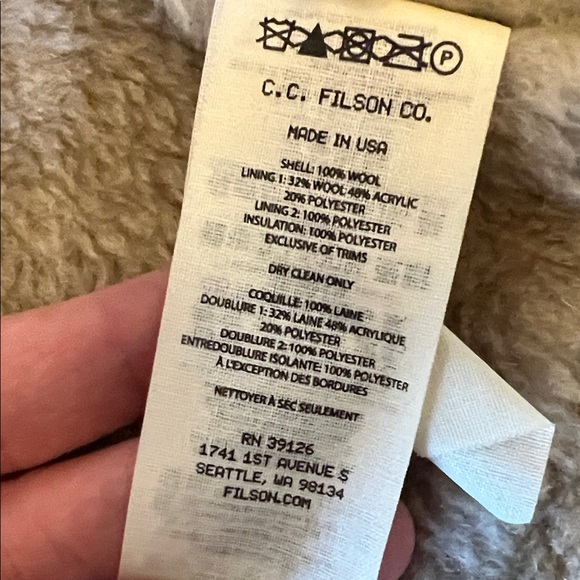 P
C.C. FILSON CO.
MADE IN USA
SHELL: 100% WOOL
LINING 1: 32% WOOL 48% ACRYLIC
20% POLYESTER
LINING 2: 100% POLYESTER
INSULATION: 100% POLYESTER
EXCLUSIVE OF TRIMS
DRY CLEAN ONLY
COQUILLE: 100% LAINE
DOUBLURE 1: 32% LAINE 48% ACRYLIQUE
20% POLYESTER
DOUBLURE 2: 100% POLYESTER
ENTREDOUBLURE ISOLANTE: 100% POLYESTER
À L'EXCEPTION DES BORDURES
NETTOYER À SEC SEULEMENT
RN 39126
1741 1ST AVENUE S
SEATTLE, WA 98134
FILSON.COM